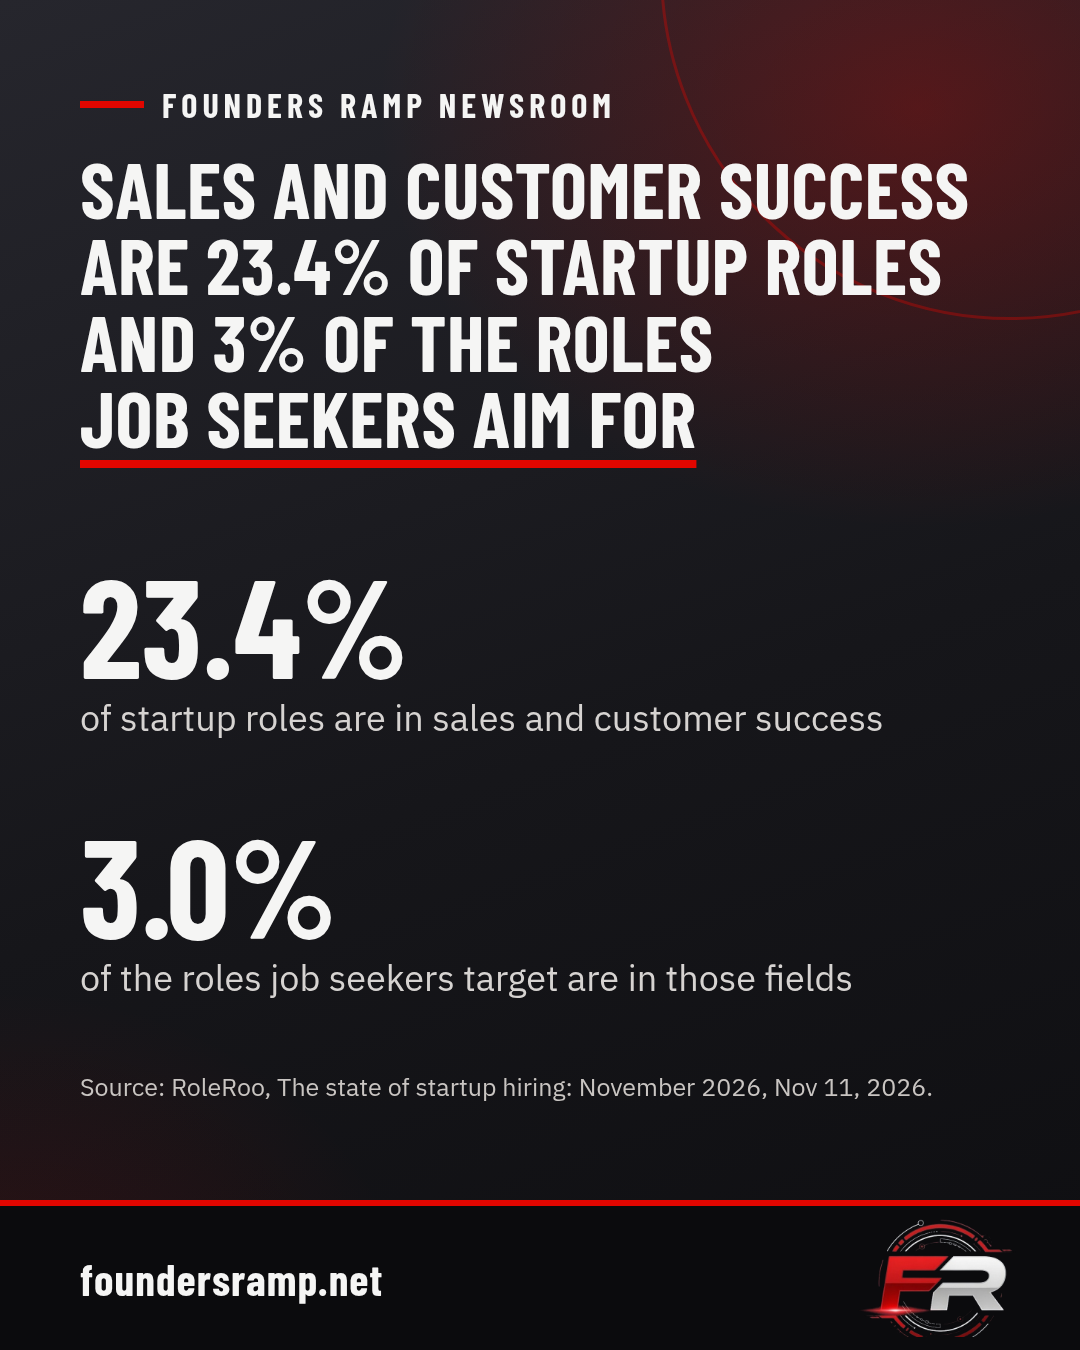 FOUNDERS RAMP NEWSROOM
SALES AND CUSTOMER SUCCESS
ARE 23.4% OF STARTUP ROLES
AND 3% OF THE ROLES
JOB SEEKERS AIM FOR
23.4%
of startup roles are in sales and customer success
3.0%
of the roles job seekers target are in those fields
Source: RoleRoo, The state of startup hiring: November 2026, Nov 11, 2026.
foundersramp.net
FR